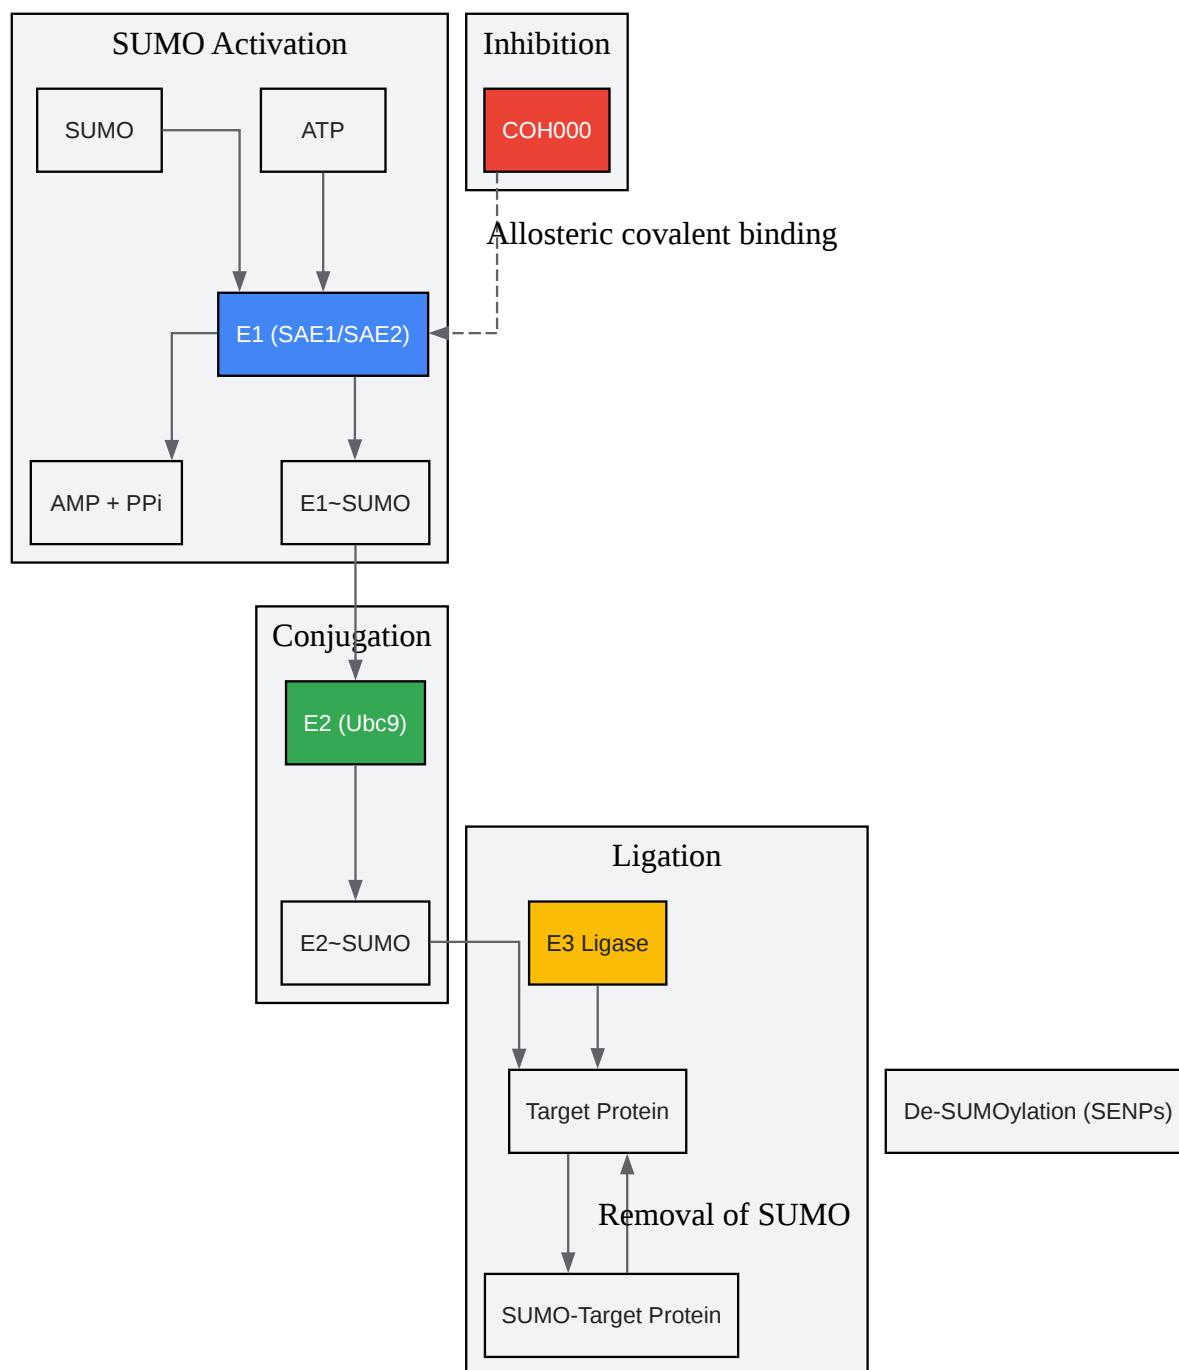 SUMO Activation
Inhibition
SUMO
ATP
COH000
Allosteric covalent binding
E1 (SAE1/SAE2)
AMP + PPi
E1~SUMO
Conjugation
E2 (Ubc9)
Ligation
E2~SUMO
E3 Ligase
Target Protein
De-SUMOylation (SENPs)
Removal of SUMO
SUMO-Target Protein